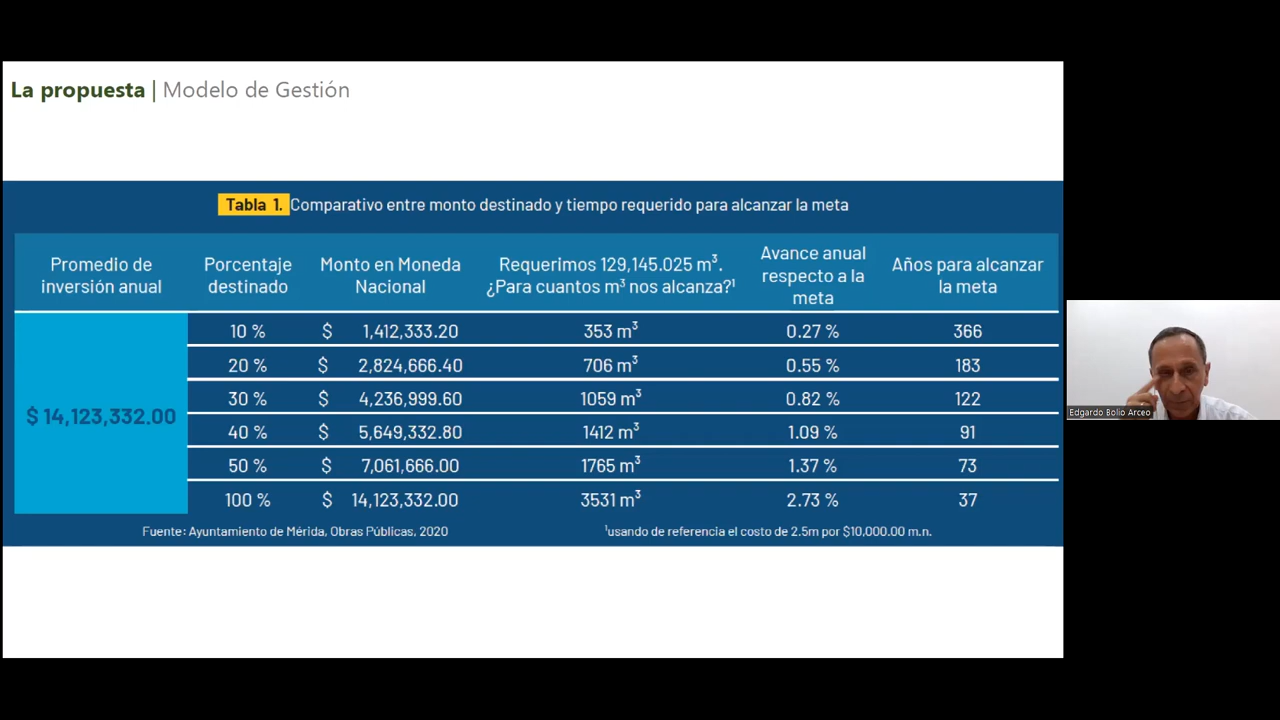 La propuesta | Modelo de Gestión
Tabla 1. Comparativo entre monto destinado y tiempo requerido para alcanzar la meta
Promedio de inversión anual
Porcentaje destinado
Monto en Moneda Nacional
Requerimos 129,145.025 m³. ¿Para cuantos m³ nos alcanza?¹
Avance anual respecto a la meta
Años para alcanzar la meta
$ 14,123,332.00
10 % $ 1,412,333.20 353 m³ 0.27 % 366
20 % $ 2,824,666.40 706 m³ 0.55 % 183
30 % $ 4,236,999.60 1059 m³ 0.82 % 122
40 % $ 5,649,332.80 1412 m³ 1.09 % 91
50 % $ 7,061,666.00 1765 m³ 1.37 % 73
100 % $ 14,123,332.00 3531 m³ 2.73 % 37
Fuente: Ayuntamiento de Mérida, Obras Públicas, 2020
¹usando de referencia el costo de 2.5m por $10,000.00 m.n.
Edgardo Bolio Arceo